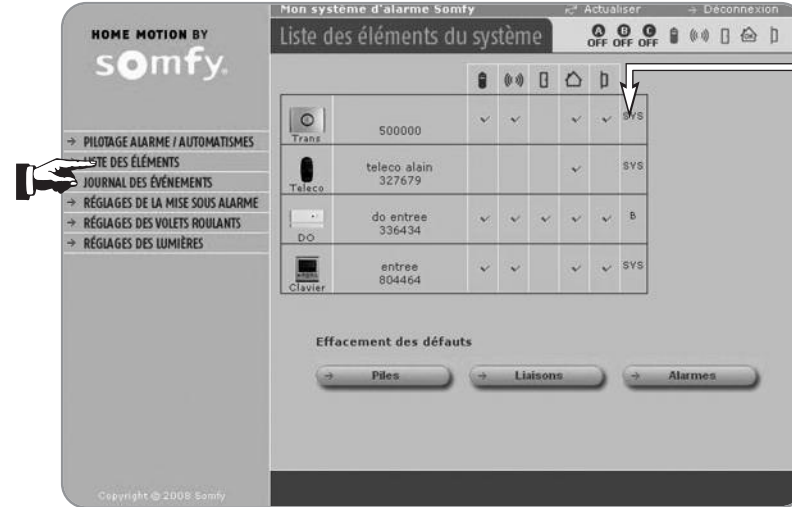 Mon système d'alarme Somfy
Actualiser
Déconnexion
HOME MOTION BY
somfy.
Liste des éléments du système
A B C
OFF OFF OFF
PILOTAGE ALARME / AUTOMATISMES
LISTE DES ÉLÉMENTS
JOURNAL DES ÉVÉNEMENTS
RÉGLAGES DE LA MISE SOUS ALARME
RÉGLAGES DES VOLETS ROULANTS
RÉGLAGES DES LUMIÈRES
Trans
500000
SYS
Teleco
teleco alain
327679
SYS
DO
do entree
336434
B
Clavier
entree
804464
SYS
Effacement des défauts
Piles
Liaisons
Alarmes
Copyright @ 2008 Somfy